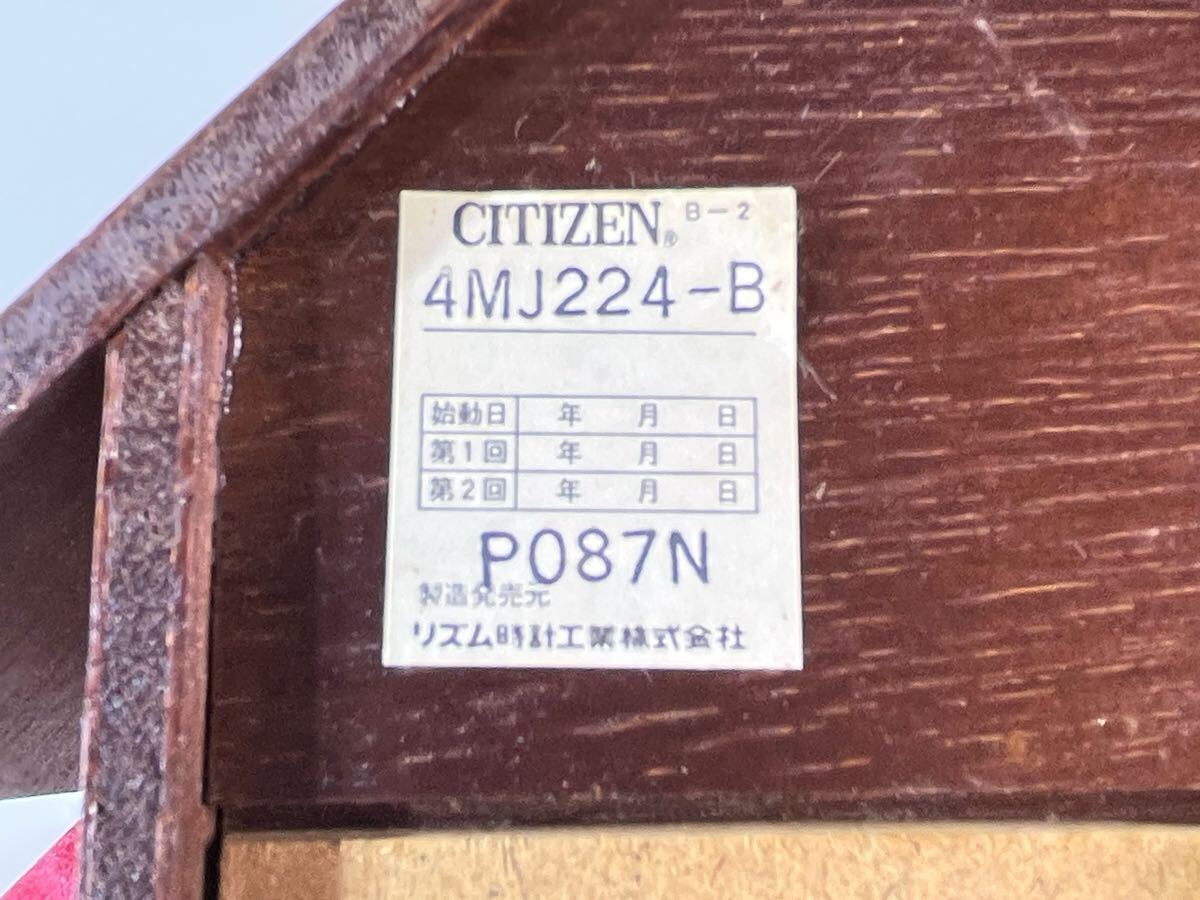 CITIZEN® B-2
4MJ224-B
始動日 年 月 日
第1回 年 月 日
第2回 年 月 日
P087N
製造発売元
リズム時計工業株式会社